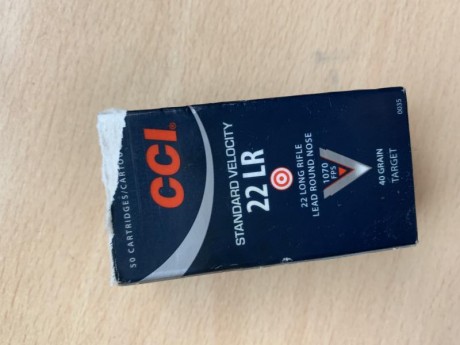 50 CARTRIDGES/
CCI®
STANDARD VELOCITY
22 LR
22 LONG RIFLE
LEAD ROUND NOSE
1070
FPS
40 GRAIN
TARGET
0035